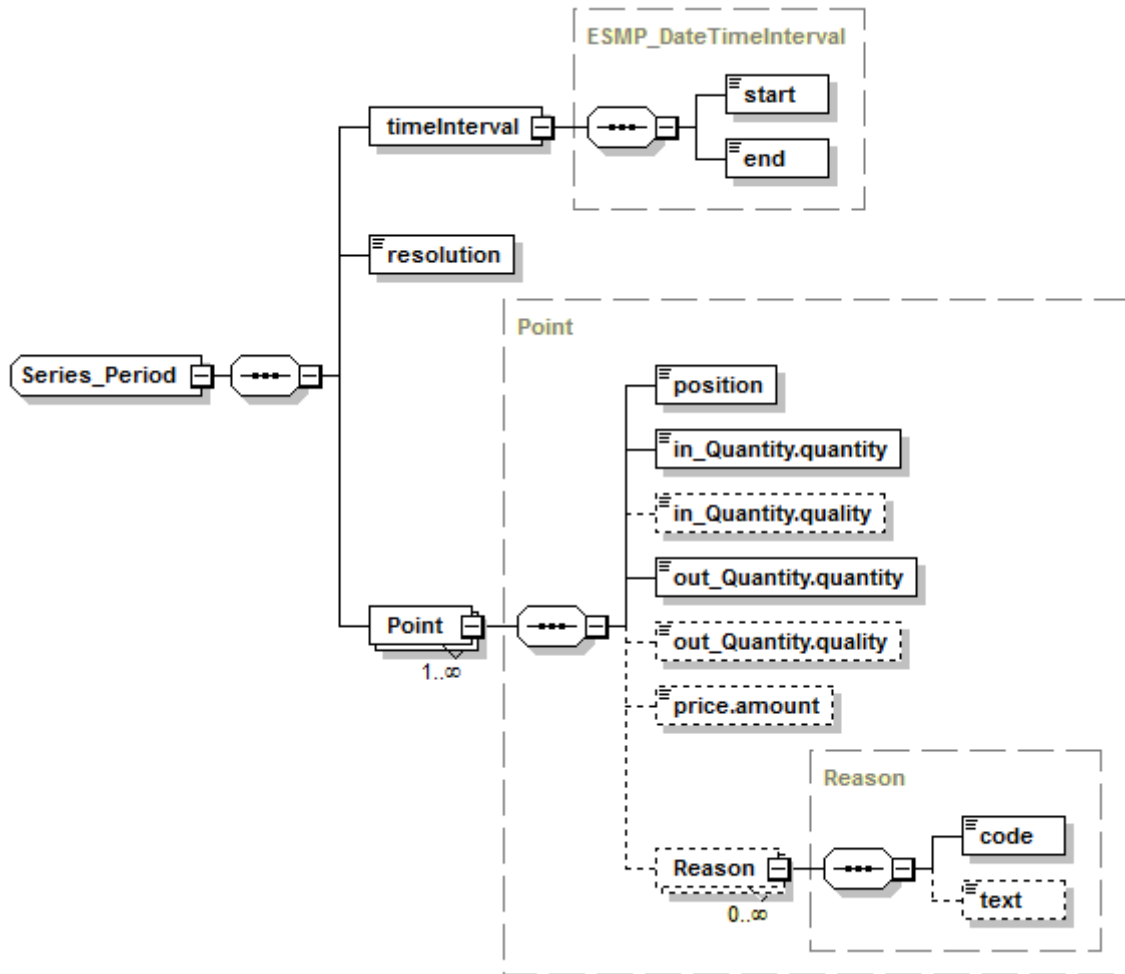 ESMP_DateTimeInterval
start
timeInterval
end
resolution
Point
Series_Period
position
in_Quantity.quantity
in_Quantity.quality
out_Quantity.quantity
Point
out_Quantity.quality
1..∞
price.amount
Reason
code
Reason
text
0..∞